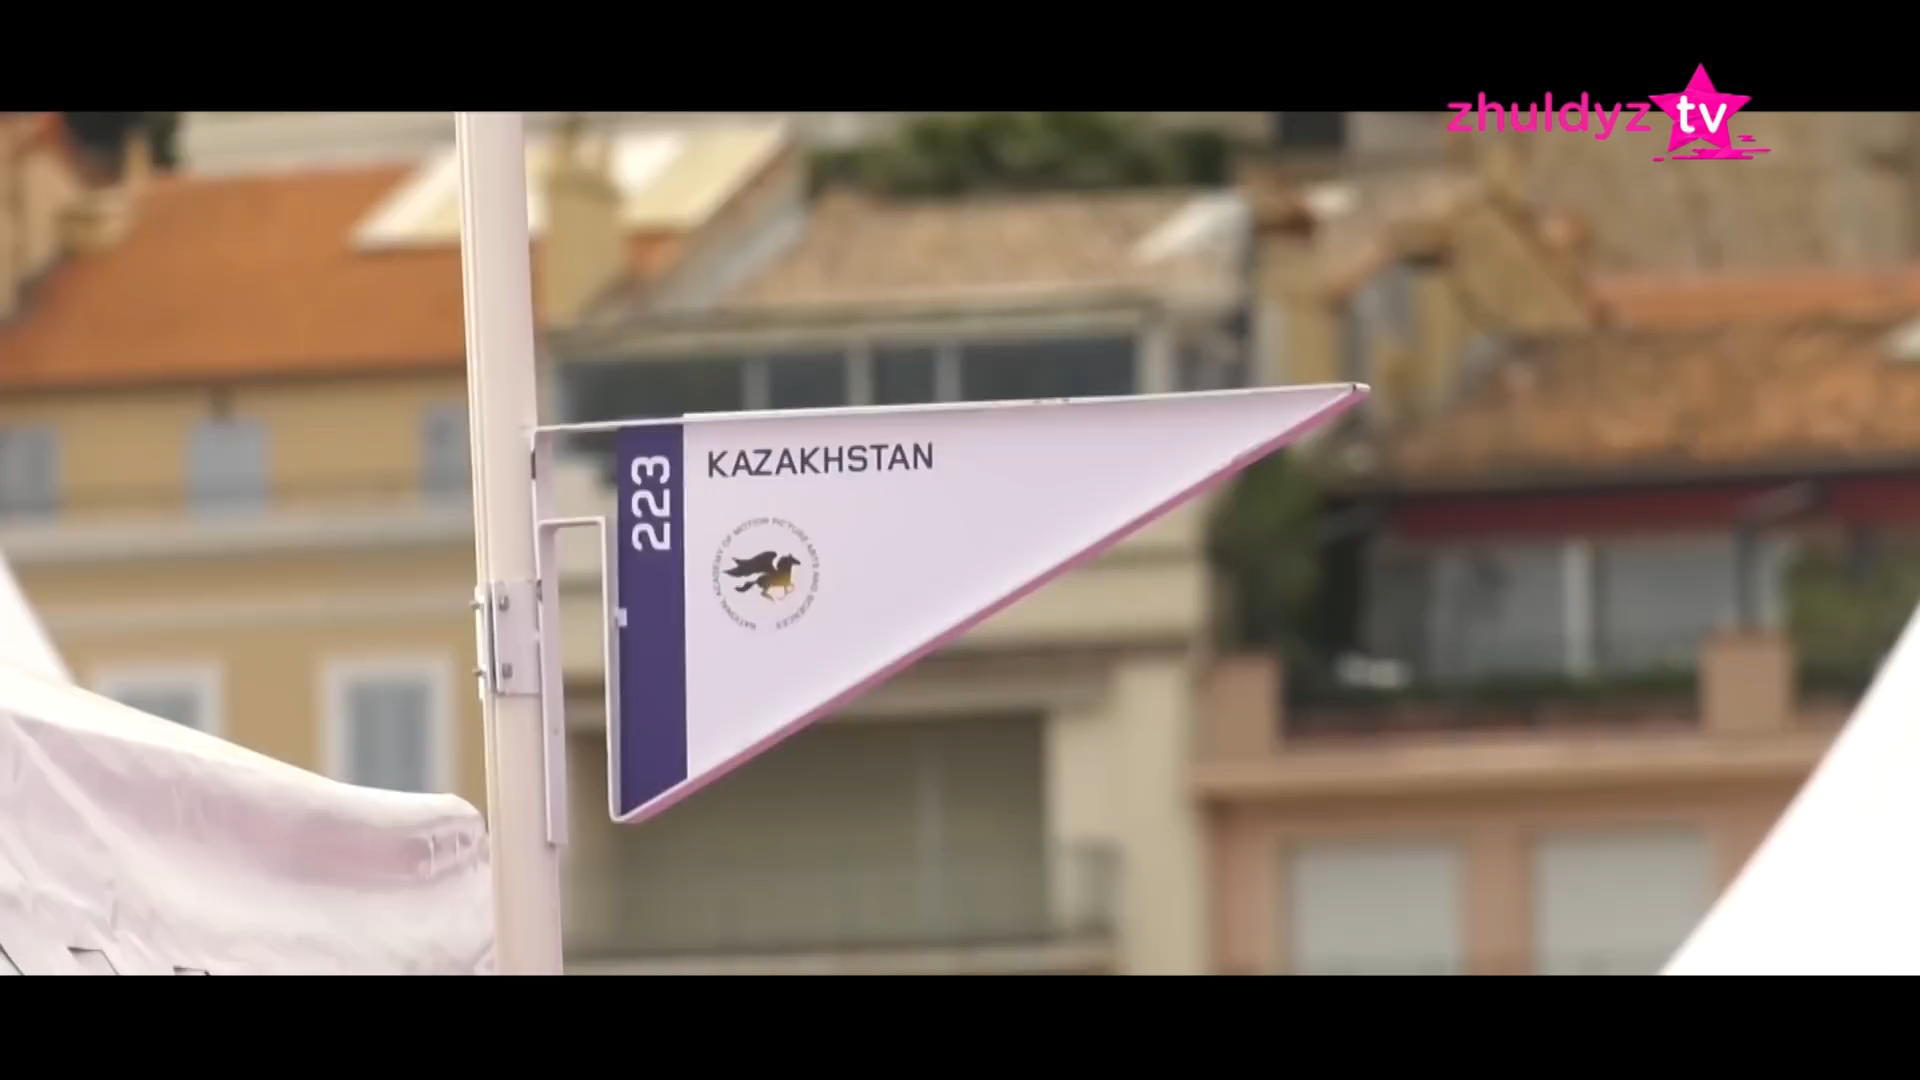 zhuldyz tv
223
KAZAKHSTAN
NATIONAL ACADEMY OF MOTION PICTURE ARTS AND SCIENCES